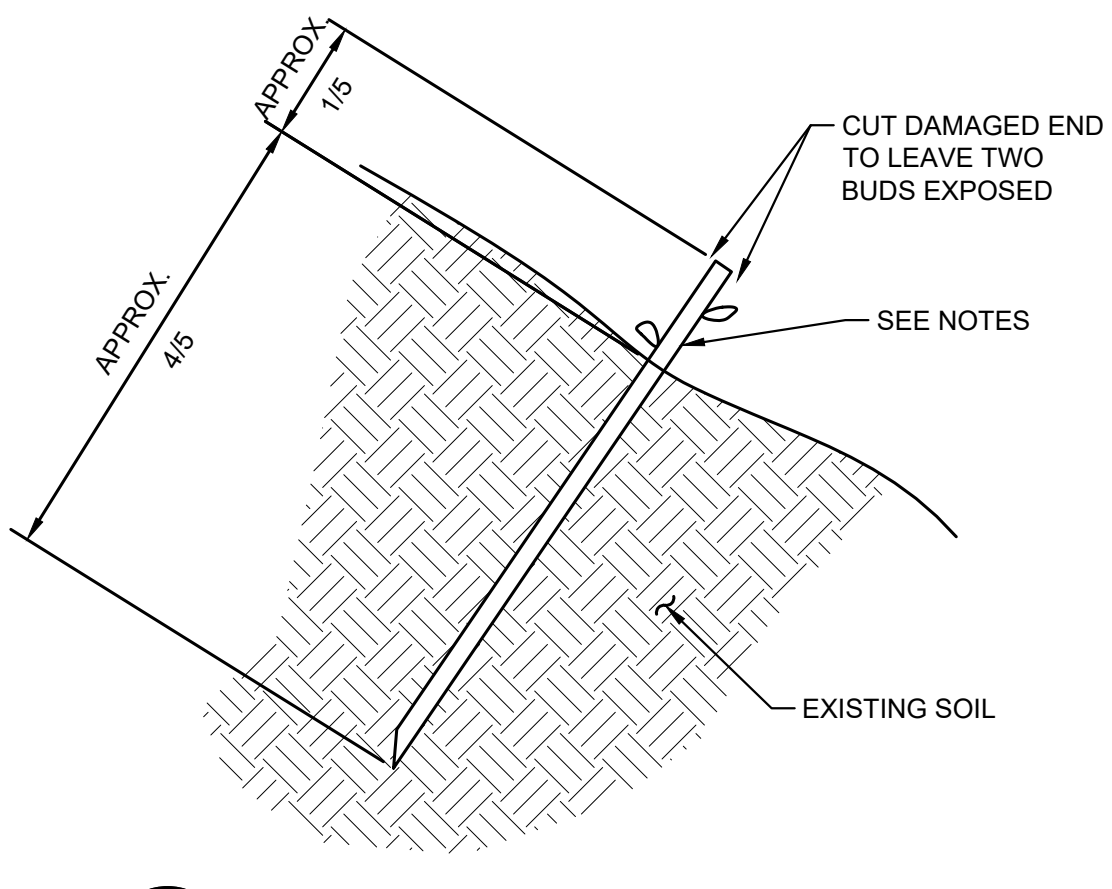 APPROX.
1/5
CUT DAMAGED END
TO LEAVE TWO
BUDS EXPOSED
APPROX.
4/5
SEE NOTES
EXISTING SOIL